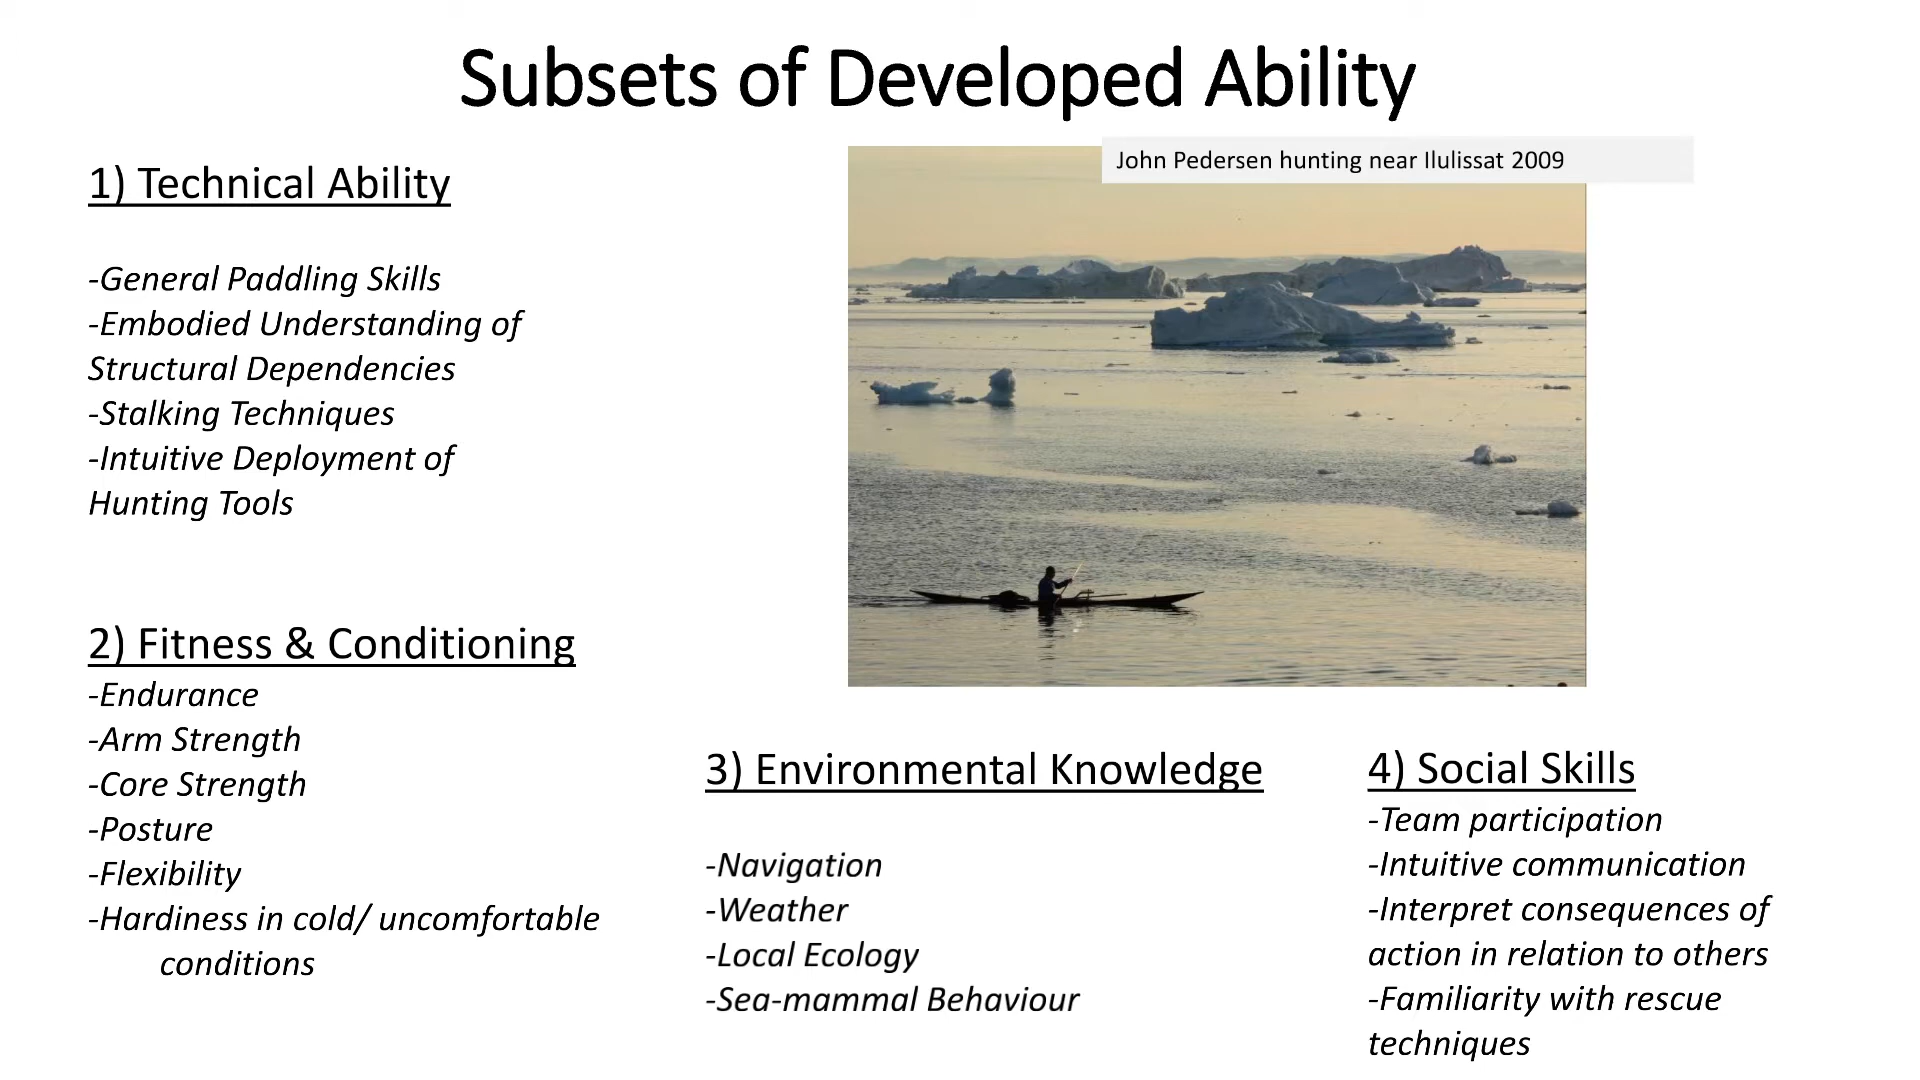 Subsets of Developed Ability
John Pedersen hunting near Ilulissat 2009
1) Technical Ability
-General Paddling Skills
-Embodied Understanding of
Structural Dependencies
-Stalking Techniques
-Intuitive Deployment of
Hunting Tools
2) Fitness & Conditioning
-Endurance
-Arm Strength
-Core Strength
-Posture
-Flexibility
-Hardiness in cold/ uncomfortable
conditions
3) Environmental Knowledge
-Navigation
-Weather
-Local Ecology
-Sea-mammal Behaviour
4) Social Skills
-Team participation
-Intuitive communication
-Interpret consequences of
action in relation to others
-Familiarity with rescue
techniques